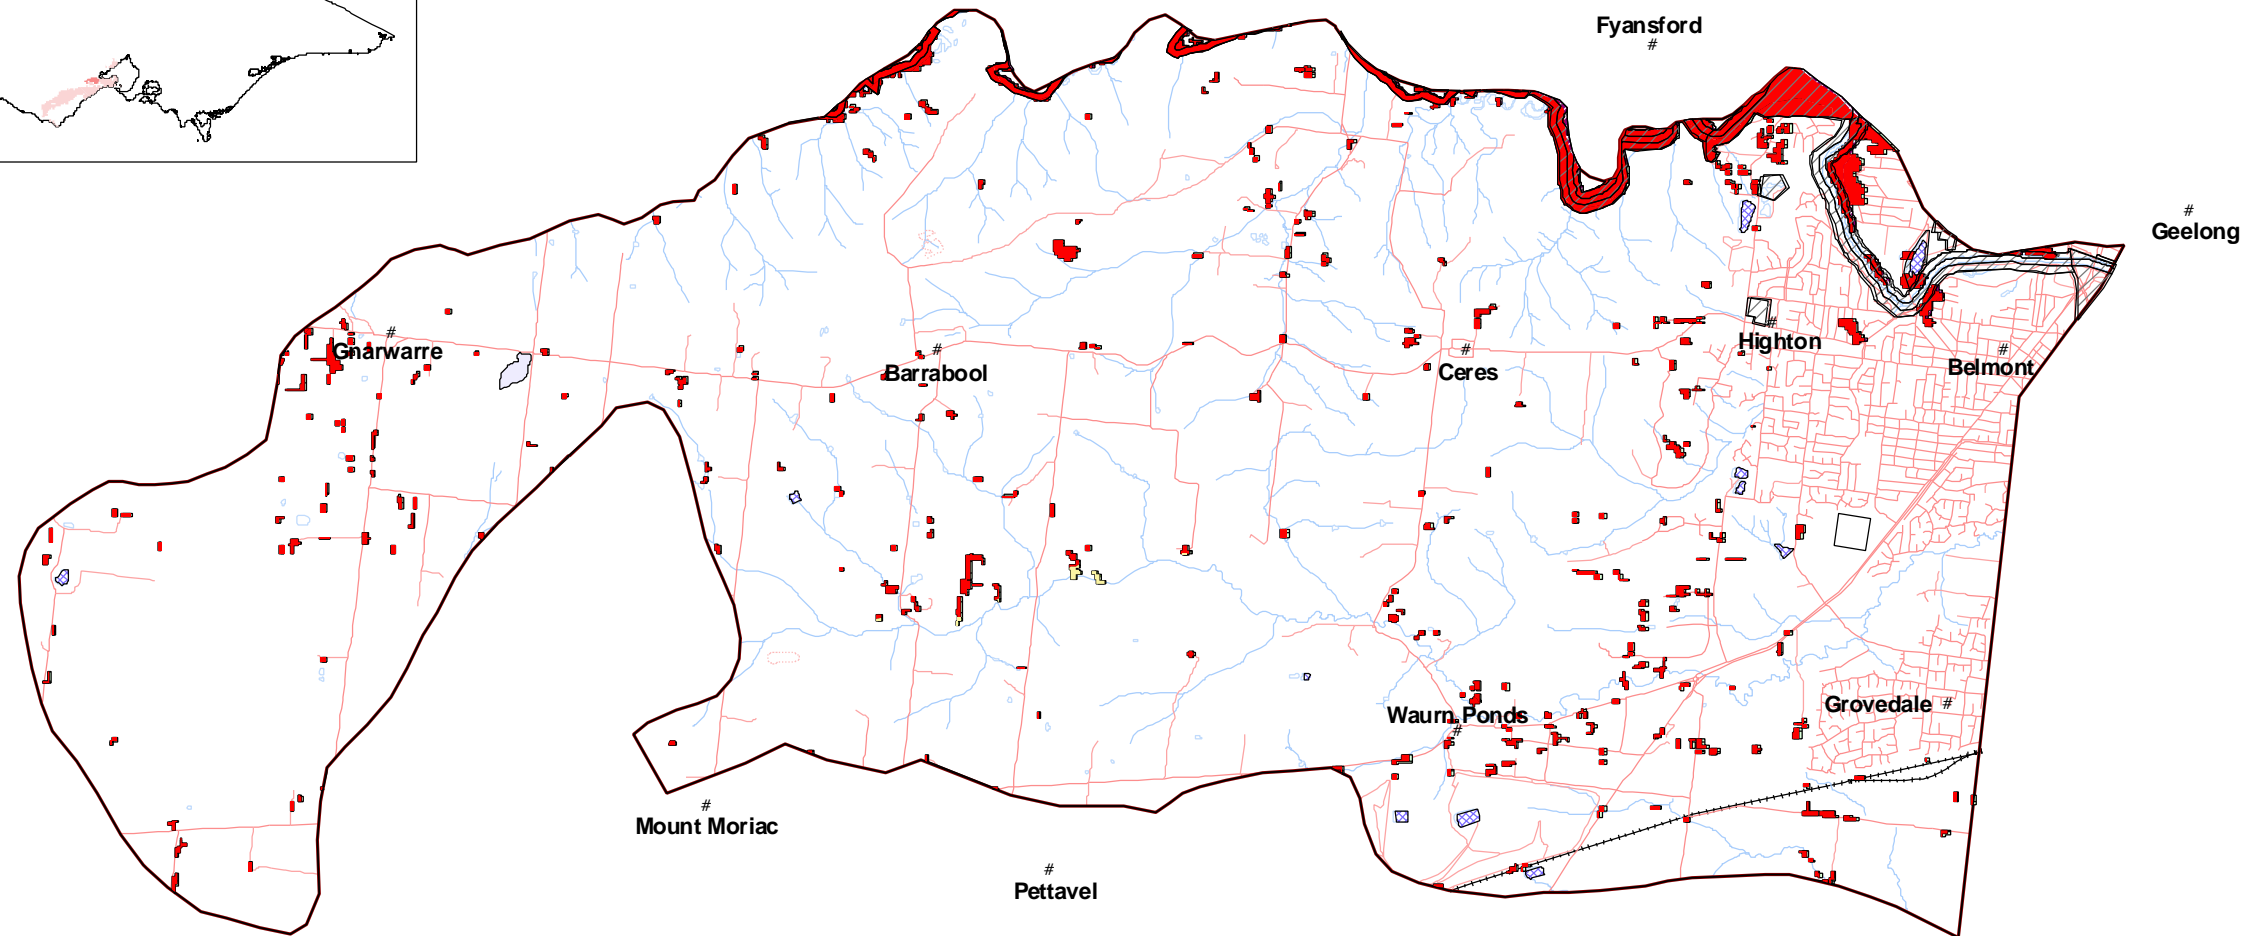 Fyansford
#
#
Geelong
#
Gnarwarre
#
Barrabool
#
Ceres
#
Highton
#
Belmont
Waurn Ponds
#
Grovedale #
#
Mount Moriac
#
Pettavel